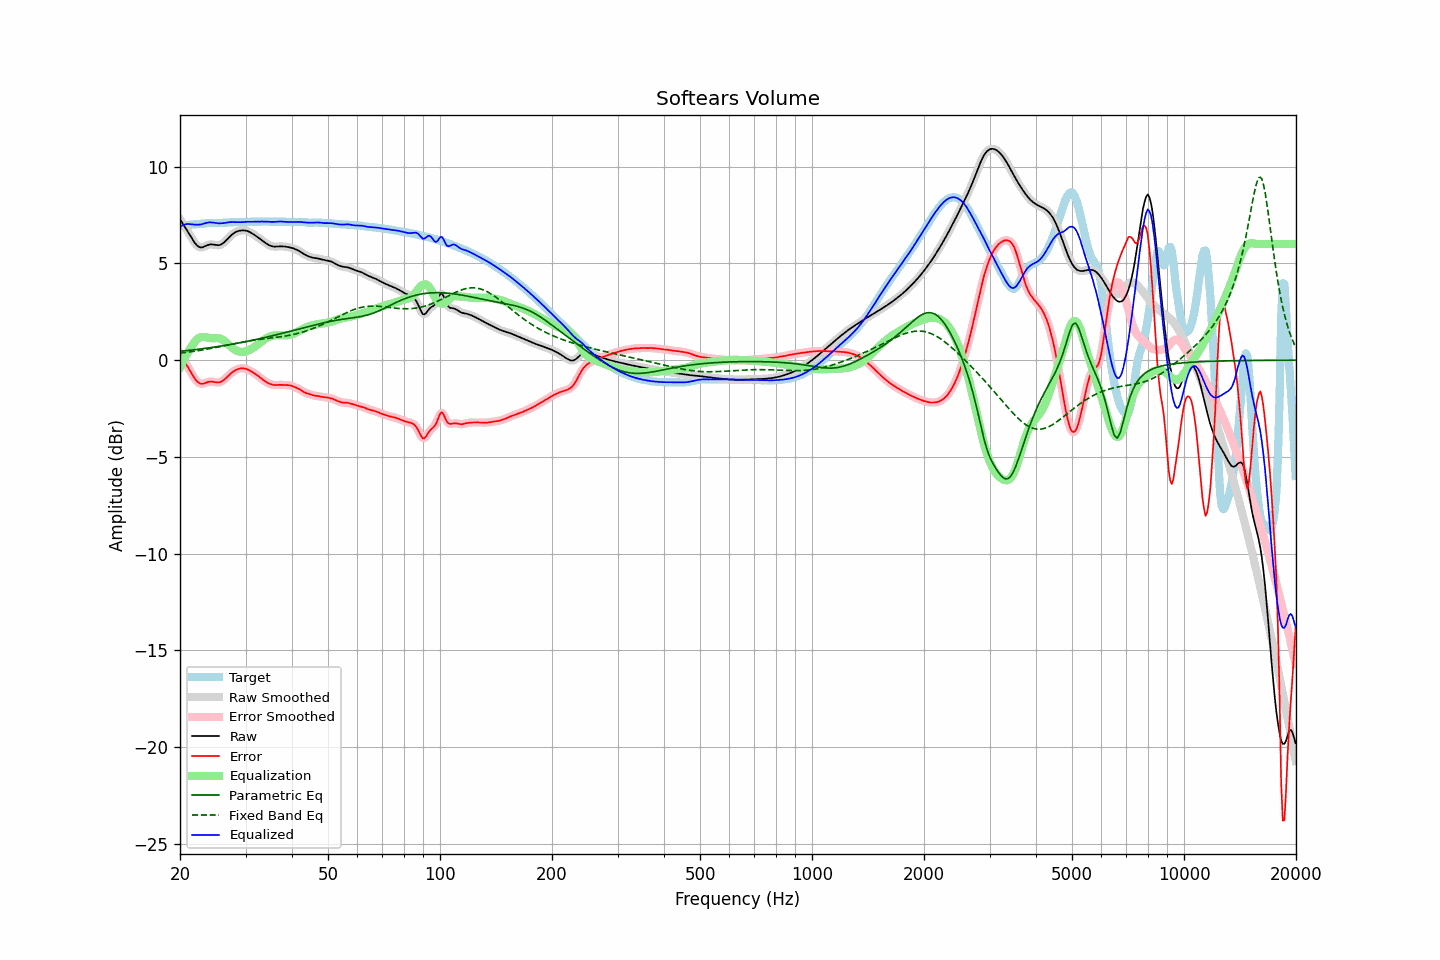 Softears Volume
10
5
0
−5
−10
−15
−20
−25
Amplitude (dBr)
Target
Raw Smoothed
Error Smoothed
Raw
Error
Equalization
Parametric Eq
Fixed Band Eq
Equalized
20 50 100 200 500 1000 2000 5000 10000 20000
Frequency (Hz)